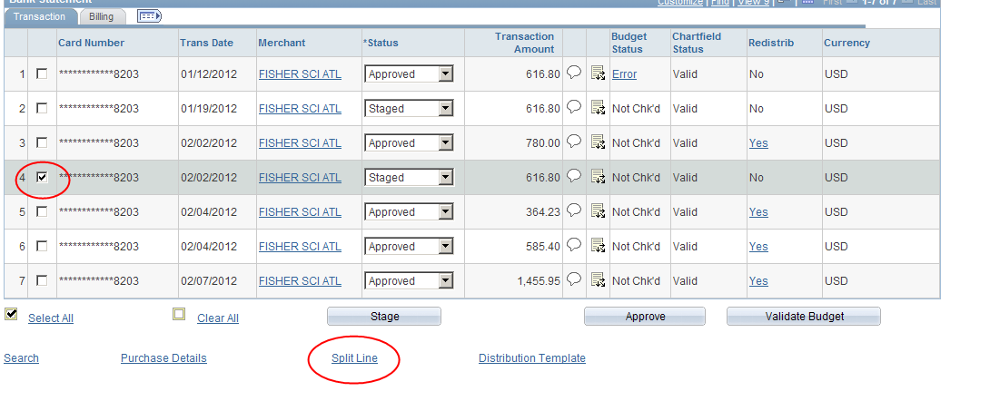 Bank Statement Customize | Find | View 9 | First 1-7 of 7 Last
Transaction Billing
Card Number Trans Date Merchant *Status Transaction Amount Budget Status Chartfield Status Redistrib Currency
1 ************8203 01/12/2012 FISHER SCI ATL Approved 616.80 Error Valid No USD
2 ************8203 01/19/2012 FISHER SCI ATL Staged 616.80 Not Chk'd Valid No USD
3 ************8203 02/02/2012 FISHER SCI ATL Approved 780.00 Not Chk'd Valid Yes USD
4 ************8203 02/02/2012 FISHER SCI ATL Staged 616.80 Not Chk'd Valid No USD
5 ************8203 02/04/2012 FISHER SCI ATL Approved 364.23 Not Chk'd Valid Yes USD
6 ************8203 02/04/2012 FISHER SCI ATL Approved 585.40 Not Chk'd Valid Yes USD
7 ************8203 02/07/2012 FISHER SCI ATL Approved 1,455.95 Not Chk'd Valid Yes USD
Select All Clear All Stage Approve Validate Budget
Search Purchase Details Split Line Distribution Template